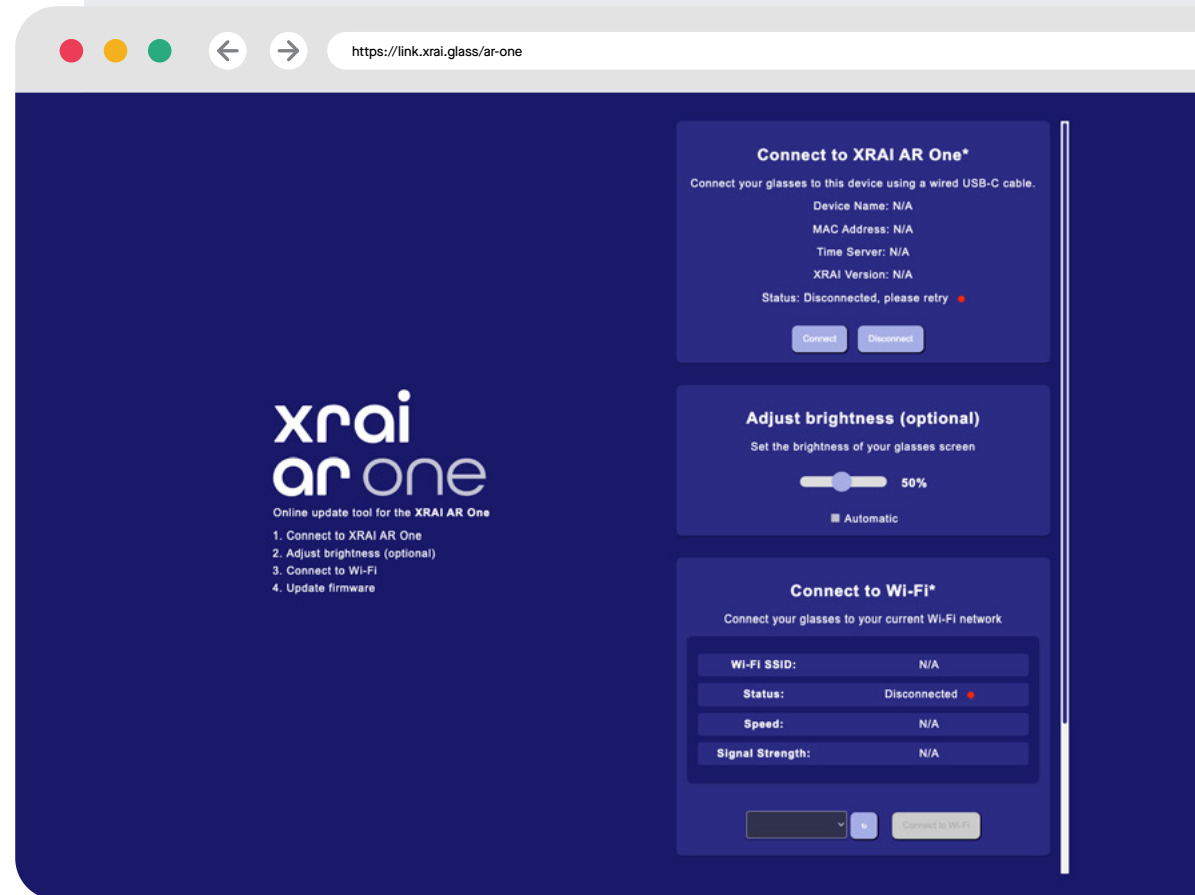 https://link.xrai.glass/ar-one
xrai
ar one
Online update tool for the XRAI AR One
1. Connect to XRAI AR One
2. Adjust brightness (optional)
3. Connect to Wi-Fi
4. Update firmware
Connect to XRAI AR One*
Connect your glasses to this device using a wired USB-C cable.
Device Name: N/A
MAC Address: N/A
Time Server: N/A
XRAI Version: N/A
Status: Disconnected, please retry
Connect Disconnect
Adjust brightness (optional)
Set the brightness of your glasses screen
50%
Automatic
Connect to Wi-Fi*
Connect your glasses to your current Wi-Fi network
Wi-Fi SSID: N/A
Status: Disconnected
Speed: N/A
Signal Strength: N/A
Connect to Wi-Fi